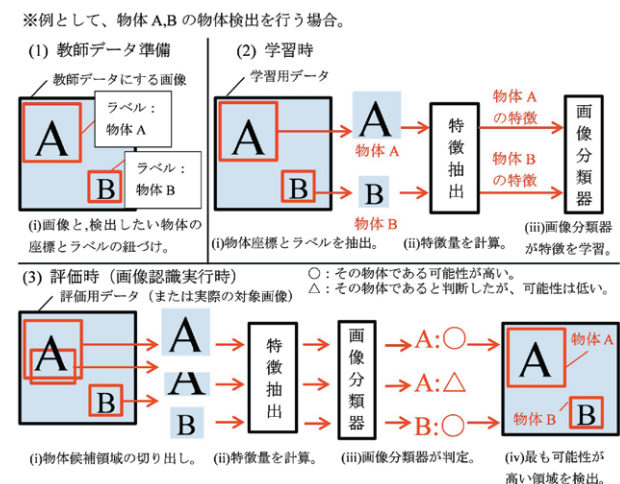 ※例として、物体 A,B の物体検出を行う場合。
(1) 教師データ準備
教師データにする画像
A
ラベル：
物体 A
B
ラベル：
物体 B
(i)画像と,検出したい物体の
座標とラベルの紐づけ。
(2) 学習時
学習用データ
A
B
A
物体 A
B
物体 B
特徴抽出
物体 A
の特徴
物体 B
の特徴
画像分類器
(i)物体座標とラベルを抽出。
(ii)特徴量を計算。
(iii)画像分類器
が特徴を学習。
(3) 評価時（画像認識実行時）
○：その物体である可能性が高い。
△：その物体であると判断したが、可能性は低い。
評価用データ（または実際の対象画像）
A
B
A
A
B
特徴抽出
画像分類器
A:○
A:△
B:○
A
物体 A
物体 B
B
(i)物体候補領域の切り出し。
(ii)特徴量を計算。
(iii)画像分類器が判定。
(iv)最も可能性が
高い領域を検出。